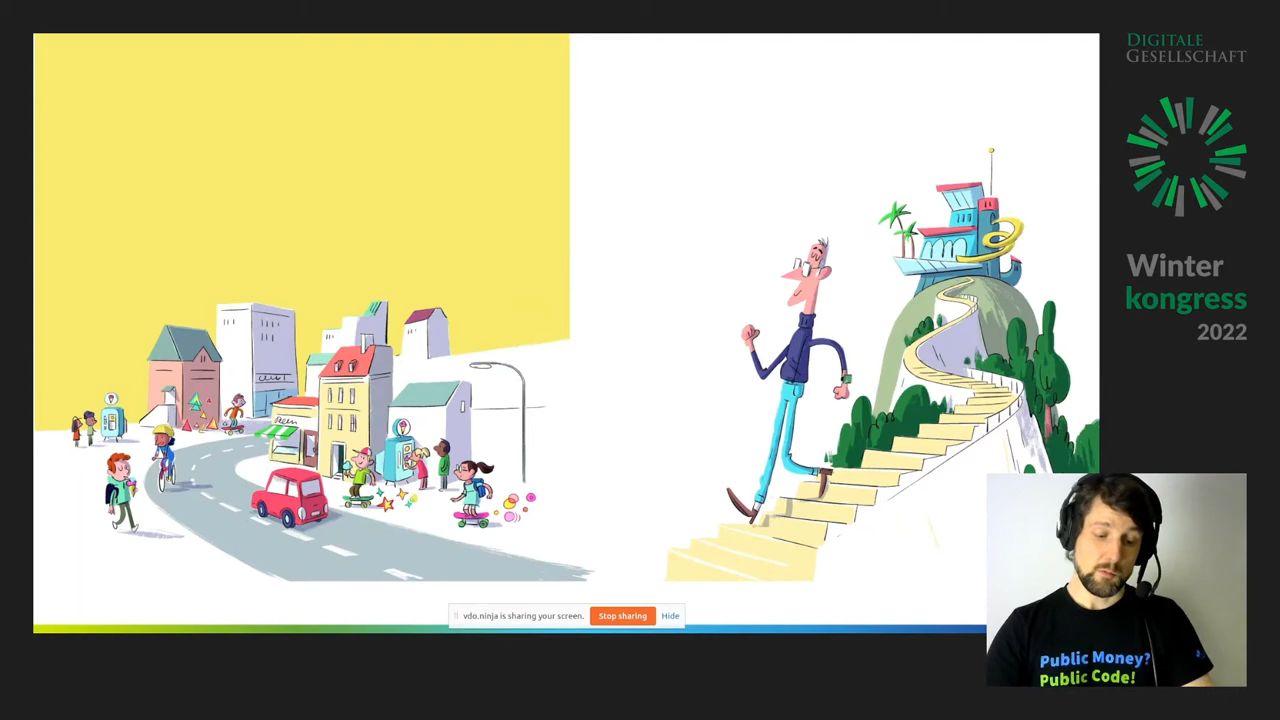 DIGITALE
GESELLSCHAFT
Winter
kongress
2022
vdo.ninja is sharing your screen.
Stop sharing
Hide
Public Money?
Public Code!